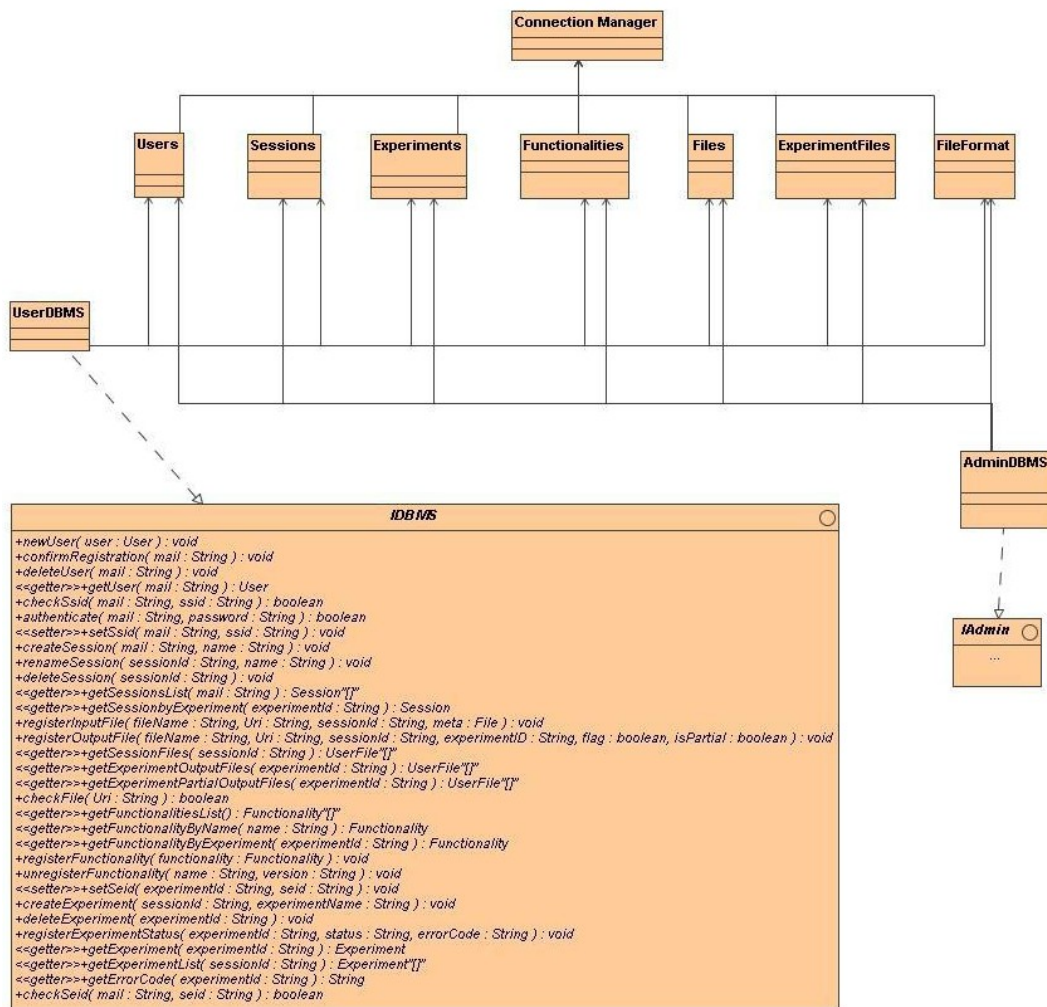 Connection Manager
Users
Sessions
Experiments
Functionalities
Files
ExperimentFiles
FileFormat
UserDBMS
AdminDBMS
IDBMS
+newUser( user : User ) : void
+confirmRegistration( mail : String ) : void
+deleteUser( mail : String ) : void
<<getter>>+getUser( mail : String ) : User
+checkSsid( mail : String, ssid : String ) : boolean
+authenticate( mail : String, password : String ) : boolean
<<setter>>+setSsid( mail : String, ssid : String ) : void
+createSession( mail : String, name : String ) : void
+renameSession( sessionId : String, name : String ) : void
+deleteSession( sessionId : String ) : void
<<getter>>+getSessionsList( mail : String ) : Session"[]"
<<getter>>+getSessionbyExperiment( experimentId : String ) : Session
+registerInputFile( fileName : String, Uri : String, sessionId : String, meta : File ) : void
+registerOutputFile( fileName : String, Uri : String, sessionId : String, experimentID : String, flag : boolean, isPartial : boolean ) : void
<<getter>>+getSessionFiles( sessionId : String ) : UserFile"[]"
<<getter>>+getExperimentOutputFiles( experimentId : String ) : UserFile"[]"
<<getter>>+getExperimentPartialOutputFiles( experimentId : String ) : UserFile"[]"
+checkFile( Uri : String ) : boolean
<<getter>>+getFunctionalitiesList() : Functionality"[]"
<<getter>>+getFunctionalityByName( name : String ) : Functionality
<<getter>>+getFunctionalityByExperiment( experimentId : String ) : Functionality
+registerFunctionality( functionality : Functionality ) : void
+unregisterFunctionality( name : String, version : String ) : void
<<setter>>+setSeid( experimentId : String, seid : String ) : void
+createExperiment( sessionId : String, experimentName : String ) : void
+deleteExperiment( experimentId : String ) : void
+registerExperimentStatus( experimentId : String, status : String, errorCode : String ) : void
<<getter>>+getExperiment( experimentId : String ) : Experiment
<<getter>>+getExperimentList( sessionId : String ) : Experiment"[]"
<<getter>>+getErrorCode( experimentId : String ) : String
+checkSeid( mail : String, seid : String ) : boolean
IAdmin
...